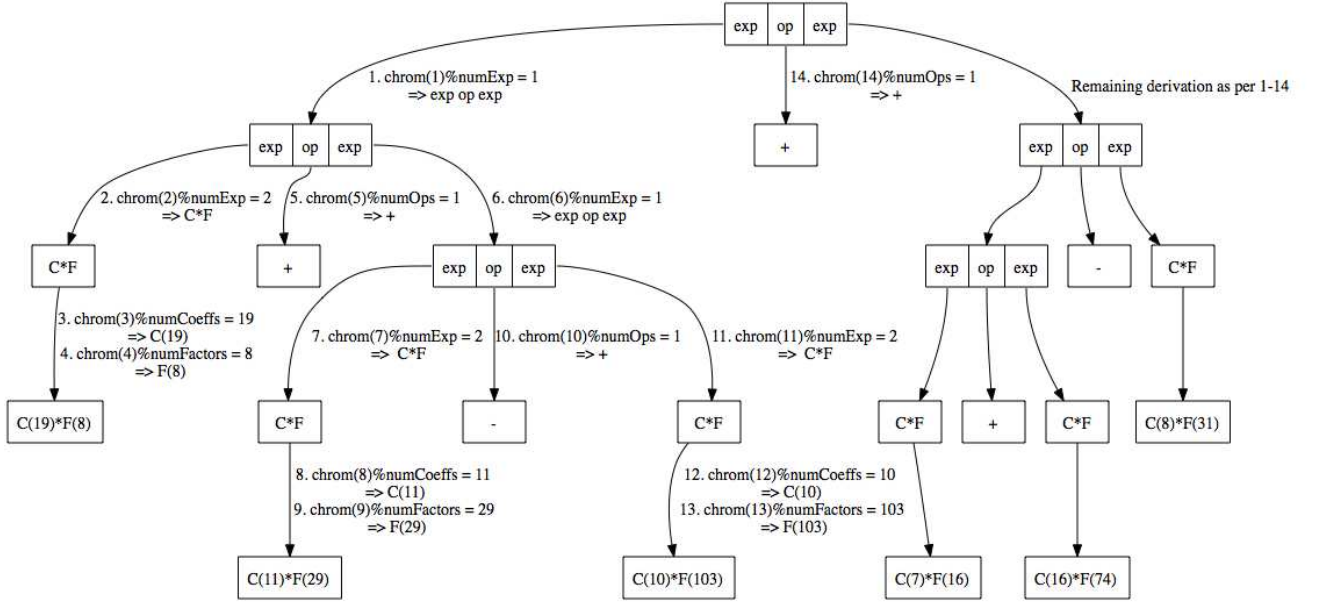 exp op exp
1. chrom(1)%numExp = 1
=> exp op exp
14. chrom(14)%numOps = 1
=> +
Remaining derivation as per 1-14
exp op exp
+
exp op exp
2. chrom(2)%numExp = 2
=> C*F
5. chrom(5)%numOps = 1
=> +
6. chrom(6)%numExp = 1
=> exp op exp
C*F
+
exp op exp
exp op exp
-
C*F
3. chrom(3)%numCoeffs = 19
=> C(19)
4. chrom(4)%numFactors = 8
=> F(8)
7. chrom(7)%numExp = 2
=> C*F
10. chrom(10)%numOps = 1
=> +
11. chrom(11)%numExp = 2
=> C*F
C(19)*F(8)
C*F
-
C*F
C*F
+
C*F
C(8)*F(31)
8. chrom(8)%numCoeffs = 11
=> C(11)
9. chrom(9)%numFactors = 29
=> F(29)
12. chrom(12)%numCoeffs = 10
=> C(10)
13. chrom(13)%numFactors = 103
=> F(103)
C(11)*F(29)
C(10)*F(103)
C(7)*F(16)
C(16)*F(74)